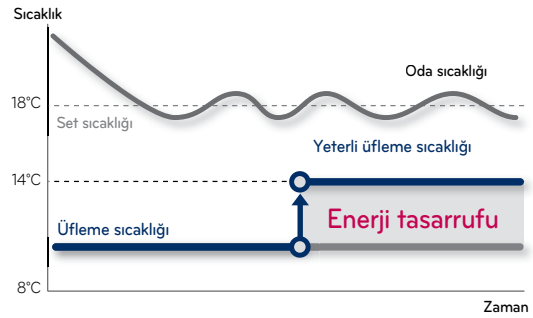 Sıcaklık
Oda sıcaklığı
18°C
Set sıcaklığı
Yeterli üfleme sıcaklığı
14°C
Enerji tasarrufu
Üfleme sıcaklığı
8°C
Zaman